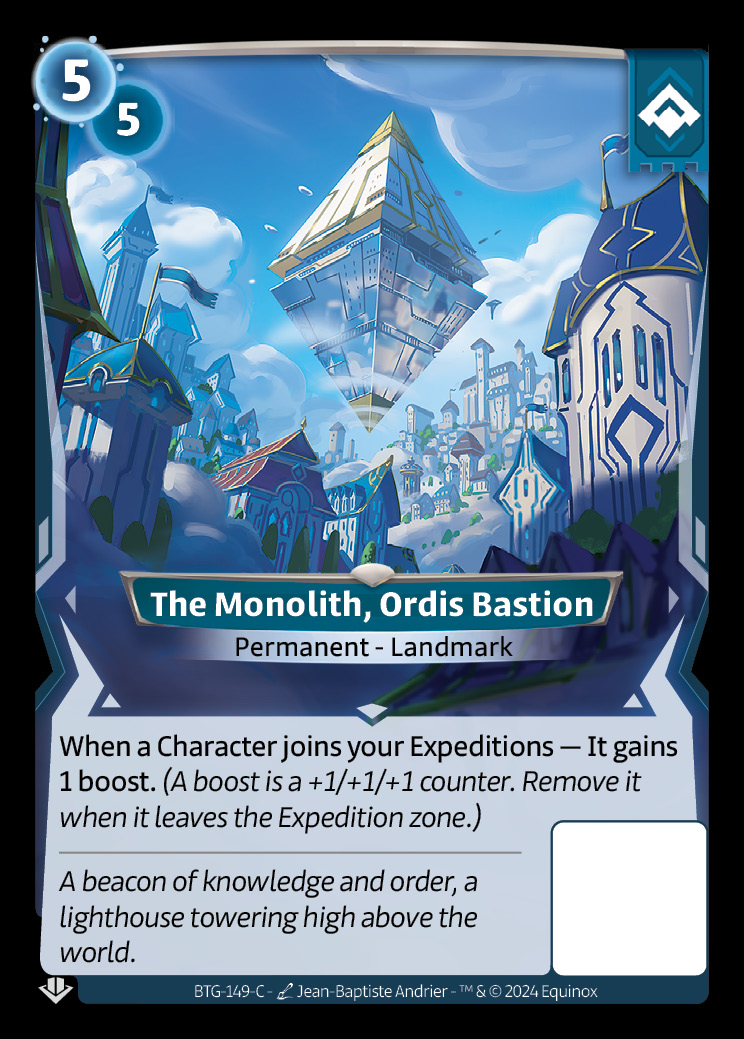 5
5
The Monolith, Ordis Bastion
Permanent - Landmark
When a Character joins your Expeditions — It gains
1 boost. (A boost is a +1/+1/+1 counter. Remove it
when it leaves the Expedition zone.)
A beacon of knowledge and order, a
lighthouse towering high above the
world.
BTG-149-C - Jean-Baptiste Andrier - ™ & © 2024 Equinox